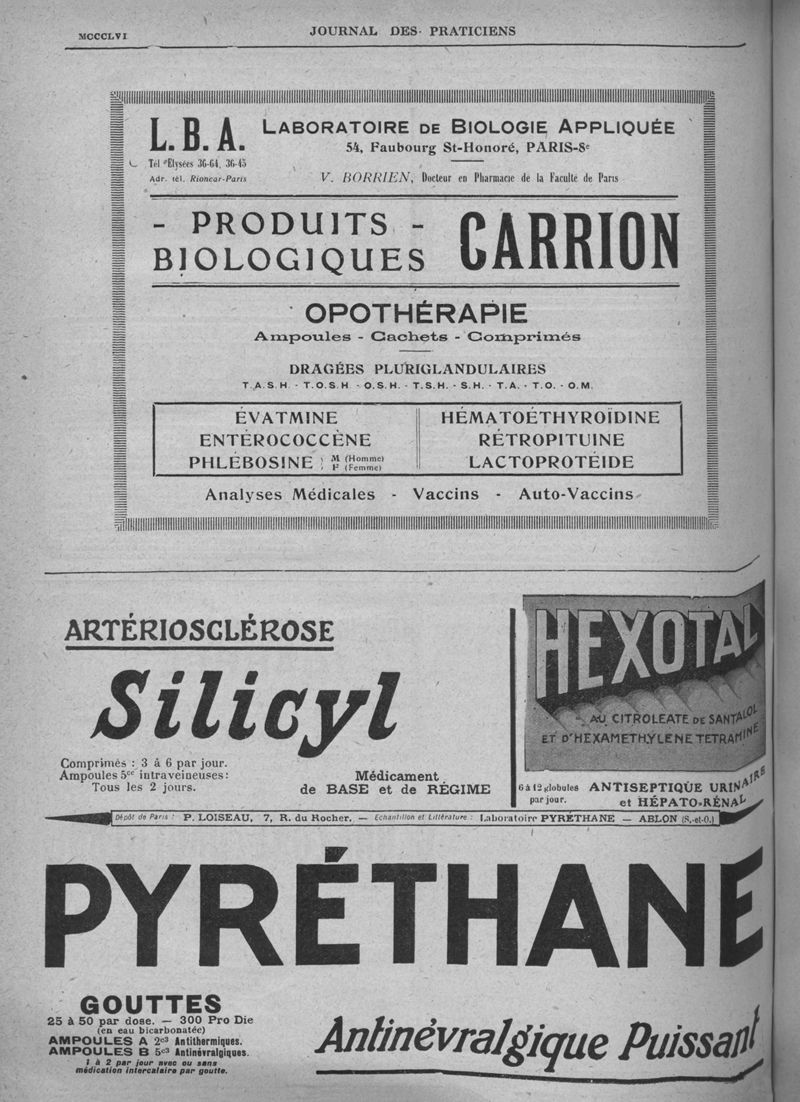 MCCCLVI
JOURNAL DES PRATICIENS
L.B.A.
LABORATOIRE DE BIOLOGIE APPLIQUÉE
54, Faubourg St-Honoré, PARIS-8e
Tél Élysées 36-64, 36-45
Adr. tél. Rioncar-Paris
V. BORRIEN, Docteur en Pharmacie de la Faculté de Paris
- PRODUITS -
BIOLOGIQUES
CARRION
OPOTHÉRAPIE
Ampoules - Cachets - Comprimés
DRAGÉES PLURIGLANDULAIRES
T.A.S.H. - T.O.S.H - O.S.H. - T.S.H. - S.H. - T.A. - T.O. - O.M.
ÉVATMINE
ENTÉROCOCCÈNE
PHLÉBOSINE M (Homme)
F (Femme)
HÉMATOÉTHYROÏDINE
RÉTROPITUINE
LACTOPROTÉIDE
Analyses Médicales - Vaccins - Auto-Vaccins
ARTÉRIOSCLÉROSE
Silicyl
Comprimés : 3 à 6 par jour.
Ampoules 5cc intraveineuses :
Tous les 2 jours.
Médicament
de BASE et de RÉGIME
HEXOTAL
AU CITROLEATE DE SANTALOL
ET D'HEXAMETHYLENE TETRAMINE
6 à 12 globules
par jour.
ANTISEPTIQUE URINAIRE
et HÉPATO-RÉNAL
Dépôt de Paris : P. LOISEAU, 7, R. du Rocher. — Echantillon et Littérature : Laboratoire PYRÉTHANE — ABLON (S.-et-O.)
PYRÉTHANE
GOUTTES
25 à 50 par dose. — 300 Pro Die
(en eau bicarbonatée)
AMPOULES A 2c3 Antithermiques.
AMPOULES B 5c3 Antinévralgiques.
1 à 2 par jour avec ou sans
médication intercalaire par goutte.
Antinévralgique Puissant